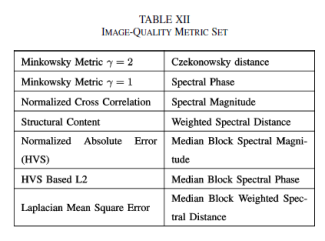 TABLE XII
IMAGE-QUALITY METRIC SET
Minkowsky Metric γ = 2
Czekonowsky distance
Minkowsky Metric γ = 1
Spectral Phase
Normalized Cross Correlation
Spectral Magnitude
Structural Content
Weighted Spectral Distance
Normalized Absolute Error
(HVS)
Median Block Spectral Magni-
tude
HVS Based L2
Median Block Spectral Phase
Laplacian Mean Square Error
Median Block Weighted Spec-
tral Distance